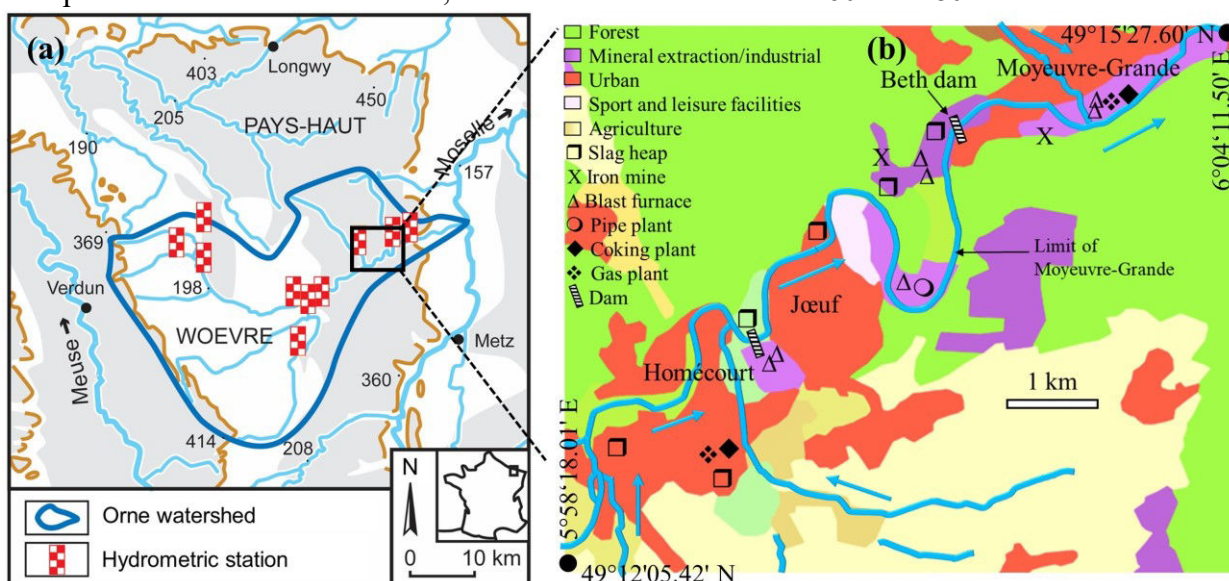 (a)
403
Longwy
205
450
PAYS-HAUT
Moselle
190
157
369
Verdun
198
WOEVRE
Metz
Meuse
360
414
208
N
Orne watershed
Hydrometric station
0 10 km
Forest
Mineral extraction/industrial
Urban
Sport and leisure facilities
Agriculture
Slag heap
X Iron mine
Blast furnace
Pipe plant
Coking plant
Gas plant
Dam
(b)
49°15'27.60' N
6°04'11.50' E
Moyeuvre-Grande
Beth dam
X
X
Limit of
Moyeuvre-Grande
Jœuf
Homécourt
1 km
5°58'18.01' E
49°12'05.42' N